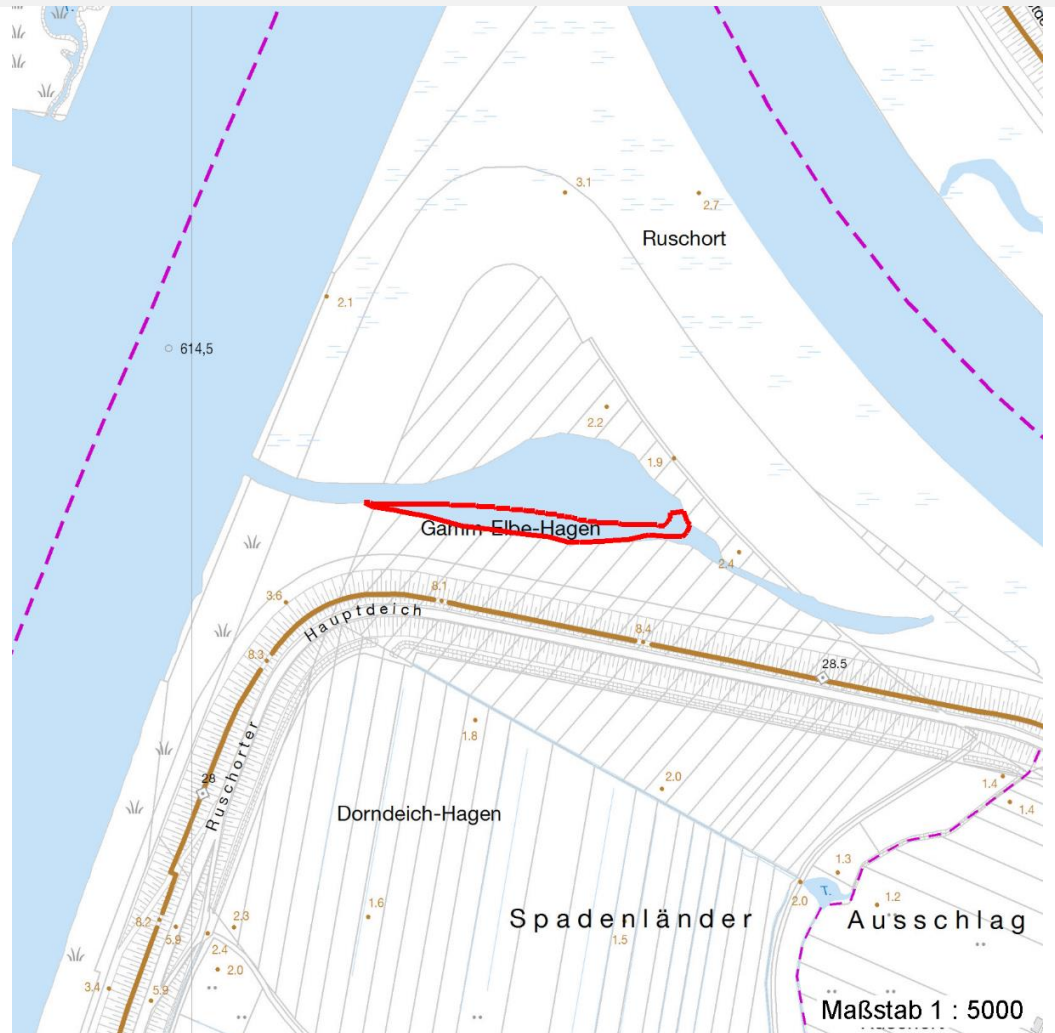 T.
3.1
2.7
Ruschort
2.1
614,5
2.2
1.9
Gamm-Elbe-Hagen
2.4
3.6
8.1
Hauptdeich
8.4
8.3
28.5
1.8
Ruschorter
28
2.0
1.4
1.4
Dorndeich-Hagen
1.3
T.
2.0
1.2
1.6
Spadenländer
Ausschlag
8.2
5.9
2.3
2.4
1.5
2.0
3.4
5.9
Maßstab 1 : 5000